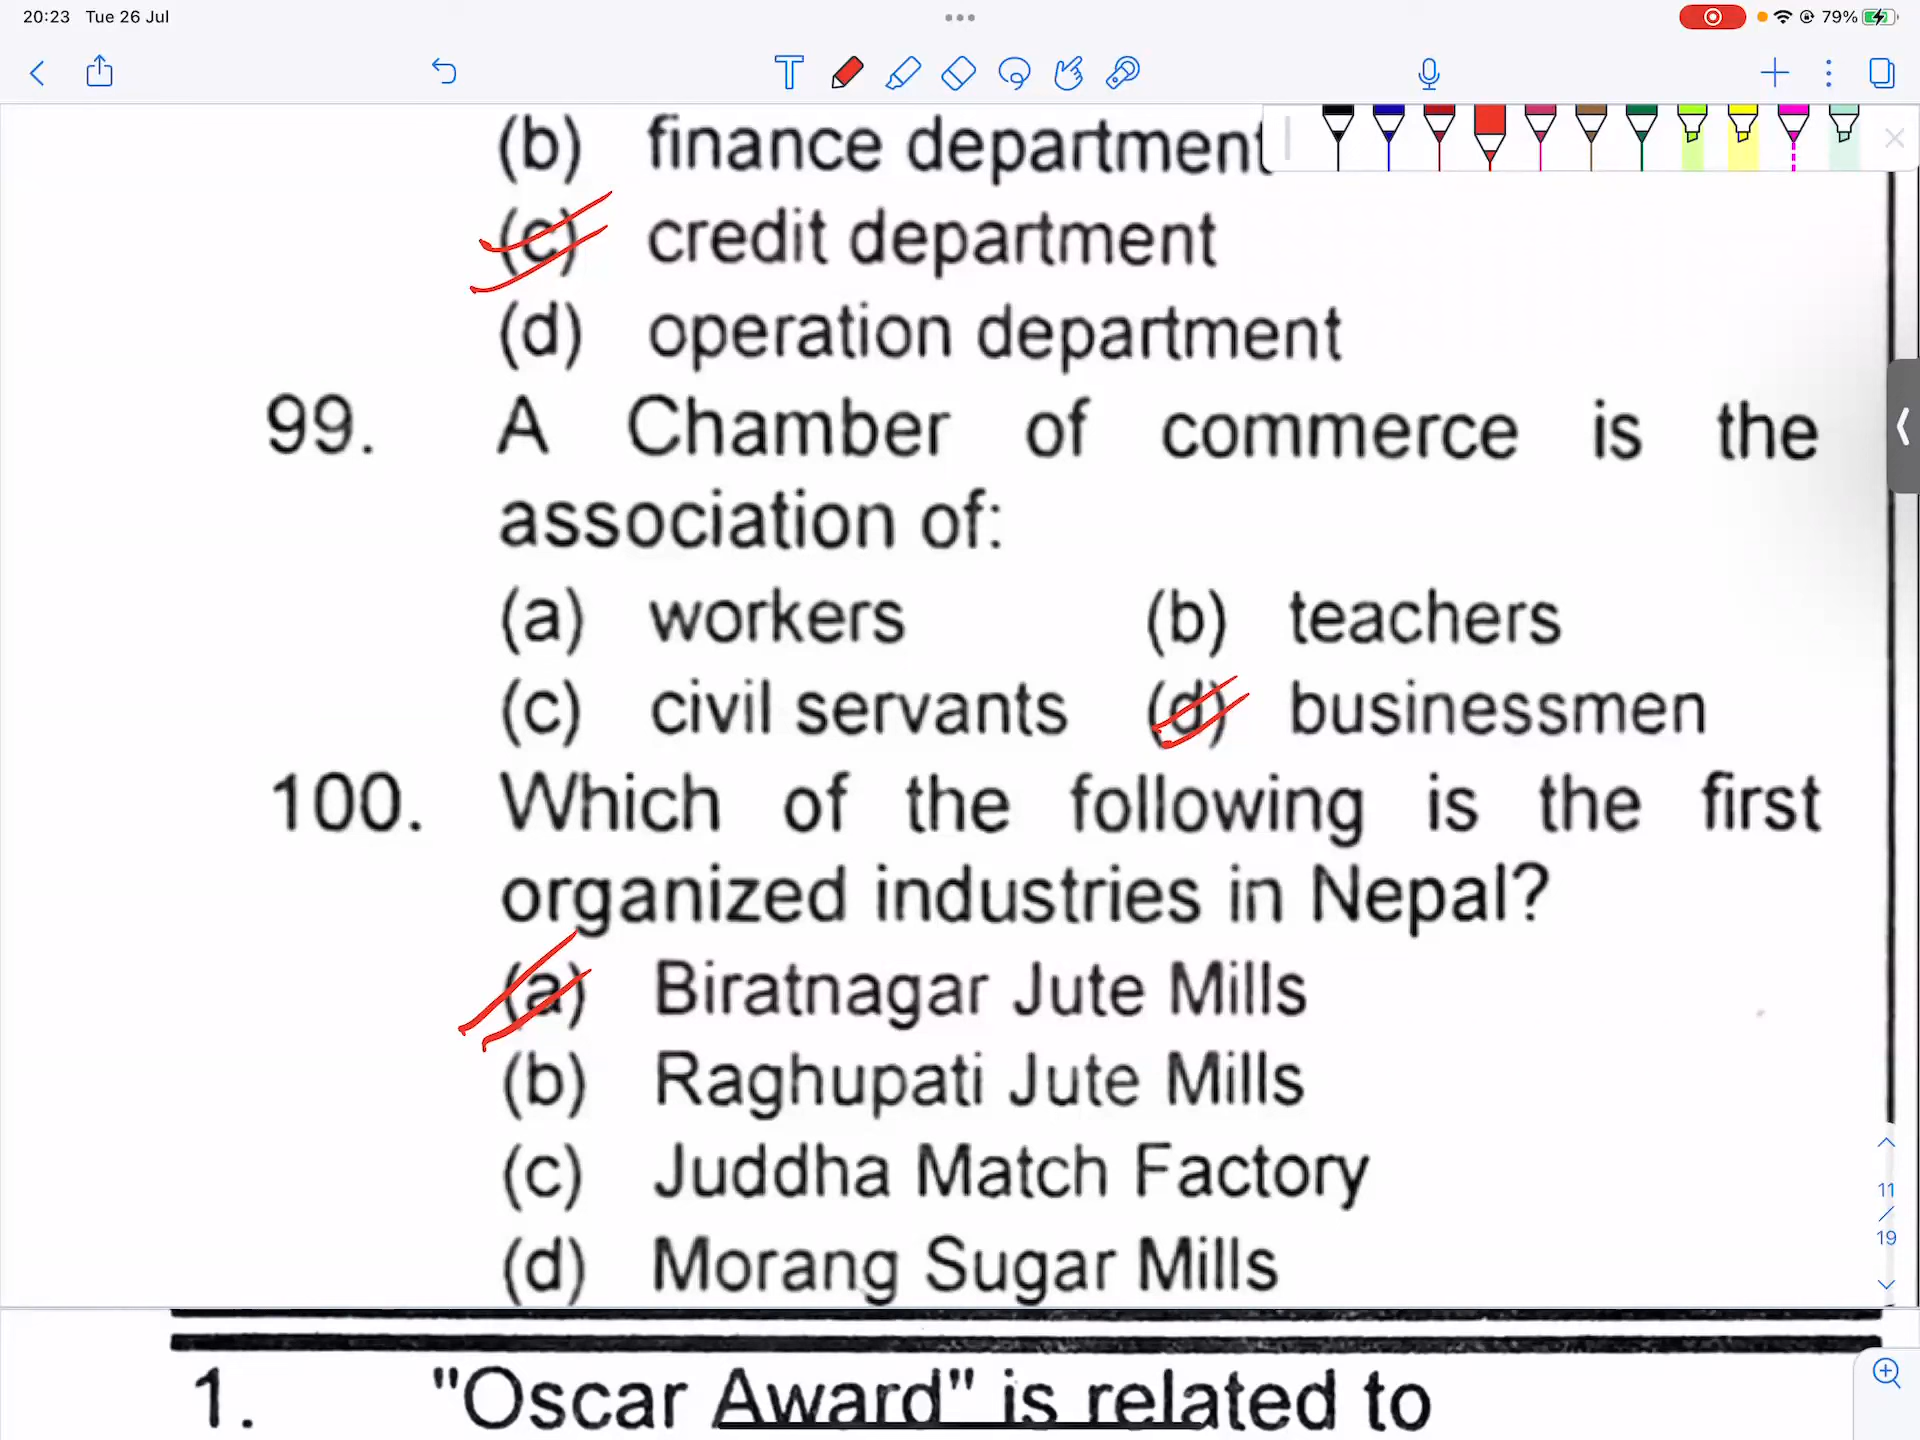 20:23 Tue 26 Jul
79%
(b) finance department
(c) credit department
(d) operation department
99. A Chamber of commerce is the
association of:
(a) workers (b) teachers
(c) civil servants (d) businessmen
100. Which of the following is the first
organized industries in Nepal?
(a) Biratnagar Jute Mills
(b) Raghupati Jute Mills
(c) Juddha Match Factory
(d) Morang Sugar Mills
11
/
19
1. "Oscar Award" is related to